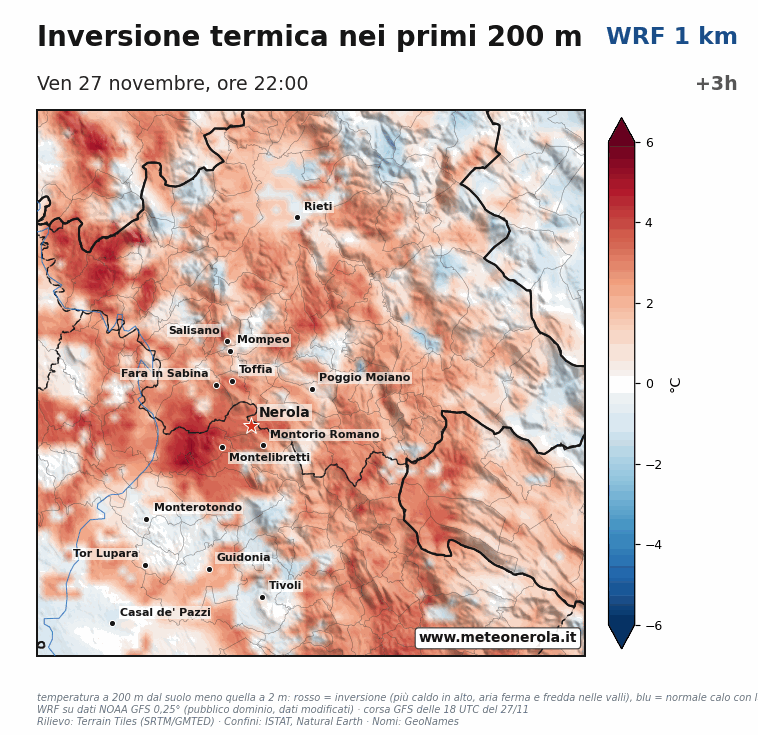 Inversione termica nei primi 200 m WRF 1 km
Ven 27 novembre, ore 22:00 +3h
Rieti
Salisano
Mompeo
Toffia
Fara in Sabina
Poggio Moiano
Nerola
Montorio Romano
Montelibretti
Monterotondo
Tor Lupara
Guidonia
Tivoli
Casal de' Pazzi
www.meteonerola.it
6
4
2
0
−2
−4
−6
°C
temperatura a 200 m dal suolo meno quella a 2 m: rosso = inversione (più caldo in alto, aria ferma e fredda nelle valli), blu = normale calo con l
WRF su dati NOAA GFS 0,25° (pubblico dominio, dati modificati) · corsa GFS delle 18 UTC del 27/11
Rilievo: Terrain Tiles (SRTM/GMTED) · Confini: ISTAT, Natural Earth · Nomi: GeoNames